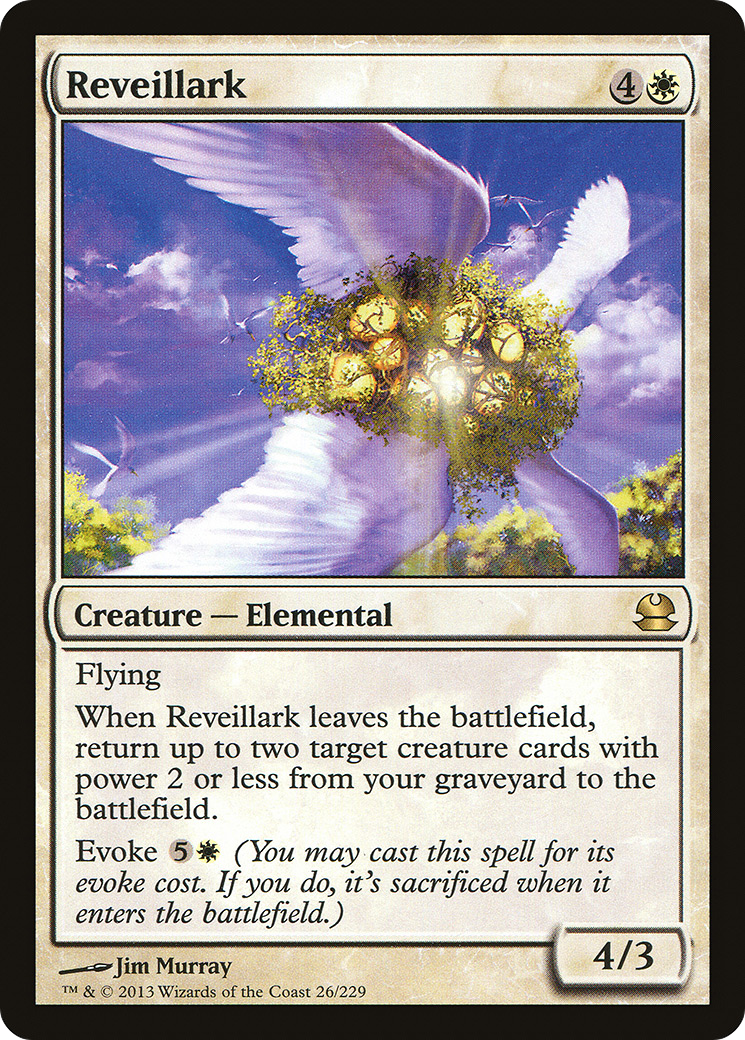 Reveillark 4
Creature — Elemental
Flying
When Reveillark leaves the battlefield,
return up to two target creature cards with
power 2 or less from your graveyard to the
battlefield.
Evoke 5 (You may cast this spell for its
evoke cost. If you do, it's sacrificed when it
enters the battlefield.)
4/3
Jim Murray
™ & © 2013 Wizards of the Coast 26/229